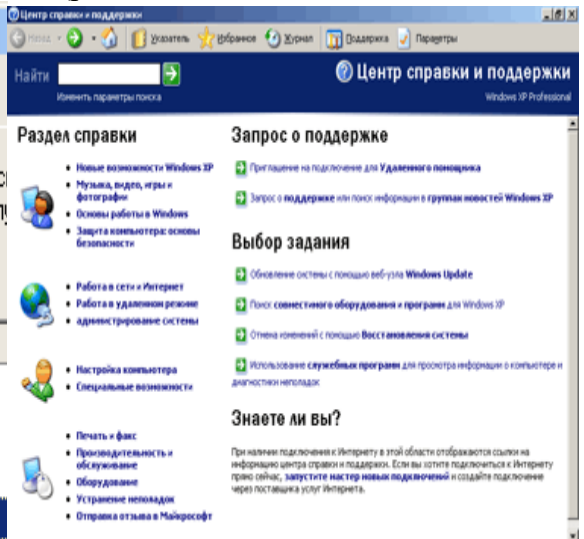 Центр справки и поддержки
Назад
Указатель
Избранное
Журнал
Поддержка
Параметры
Найти
Изменить параметры поиска
Центр справки и поддержки
Windows XP Professional
Раздел справки
Новые возможности Windows XP
Музыка, видео, игры и
фотографии
Основы работы в Windows
Защита компьютера: основы
безопасности
Работа в сети и Интернет
Работа в удаленном режиме
администрирование системы
Настройка компьютера
Специальные возможности
Печать и факс
Производительность и
обслуживание
Оборудование
Устранение неполадок
Отправка отзыва в Майкрософт
Запрос о поддержке
Приглашение на подключение для Удаленного помощника
Запрос о поддержке или поиск информации в группах новостей Windows XP
Выбор задания
Обновление системы с помощью веб-узла Windows Update
Поиск совместимого оборудования и программ для Windows XP
Отмена изменений с помощью Восстановления системы
Использование служебных программ для просмотра информации о компьютере и
диагностики неполадок
Знаете ли вы?
При наличии подключения к Интернету в этой области отображаются ссылки на
информацию центра справки и поддержки. Если вы хотите подключиться к Интернету
прямо сейчас, запустите мастер новых подключений и создайте подключение
через поставщика услуг Интернета.